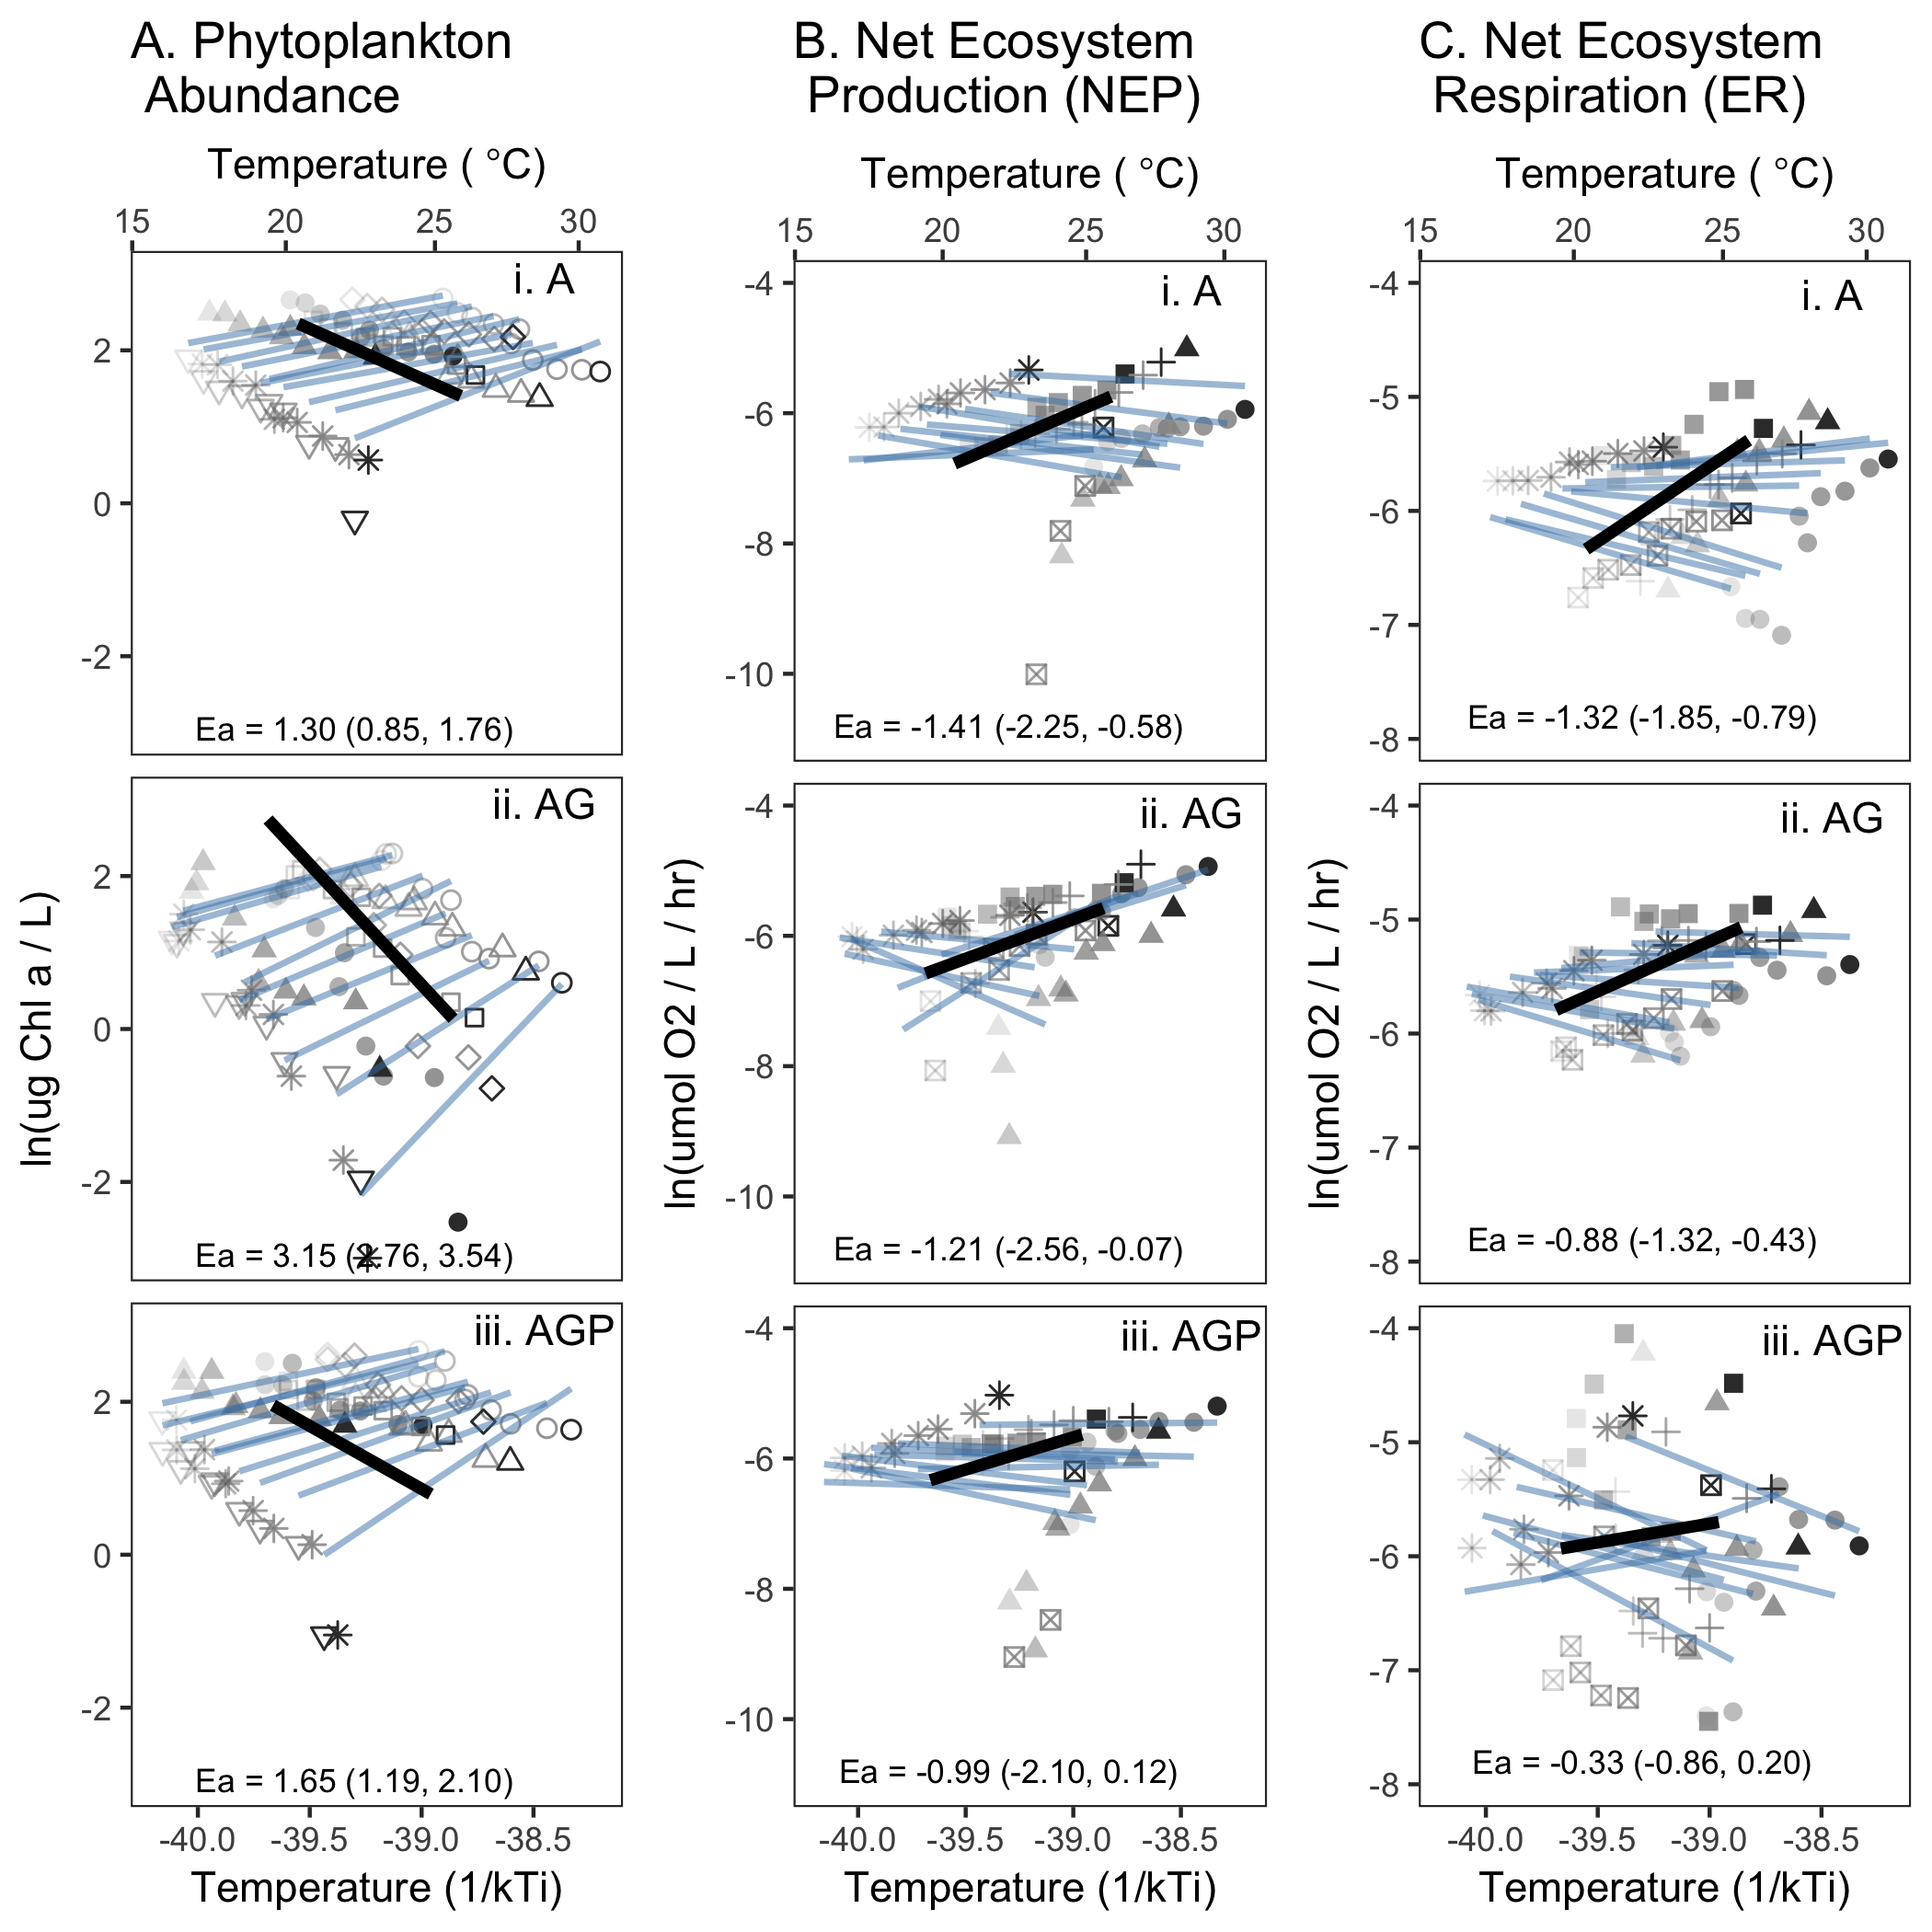 A. Phytoplankton
Abundance
B. Net Ecosystem
Production (NEP)
C. Net Ecosystem
Respiration (ER)
Temperature ( °C)
Temperature ( °C)
Temperature ( °C)
15 20 25 30
15 20 25 30
15 20 25 30
i. A
2
0
-2
Ea = 1.30 (0.85, 1.76)
i. A
-4
-6
-8
-10
Ea = -1.41 (-2.25, -0.58)
i. A
-4
-5
-6
-7
-8
Ea = -1.32 (-1.85, -0.79)
ln(ug Chl a / L)
ii. AG
2
0
-2
Ea = 3.15 (2.76, 3.54)
ln(umol O2 / L / hr)
ii. AG
-4
-6
-8
-10
Ea = -1.21 (-2.56, -0.07)
ln(umol O2 / L / hr)
ii. AG
-4
-5
-6
-7
-8
Ea = -0.88 (-1.32, -0.43)
iii. AGP
2
0
-2
Ea = 1.65 (1.19, 2.10)
iii. AGP
-4
-6
-8
-10
Ea = -0.99 (-2.10, 0.12)
iii. AGP
-4
-5
-6
-7
-8
Ea = -0.33 (-0.86, 0.20)
-40.0 -39.5 -39.0 -38.5
-40.0 -39.5 -39.0 -38.5
-40.0 -39.5 -39.0 -38.5
Temperature (1/kTi)
Temperature (1/kTi)
Temperature (1/kTi)